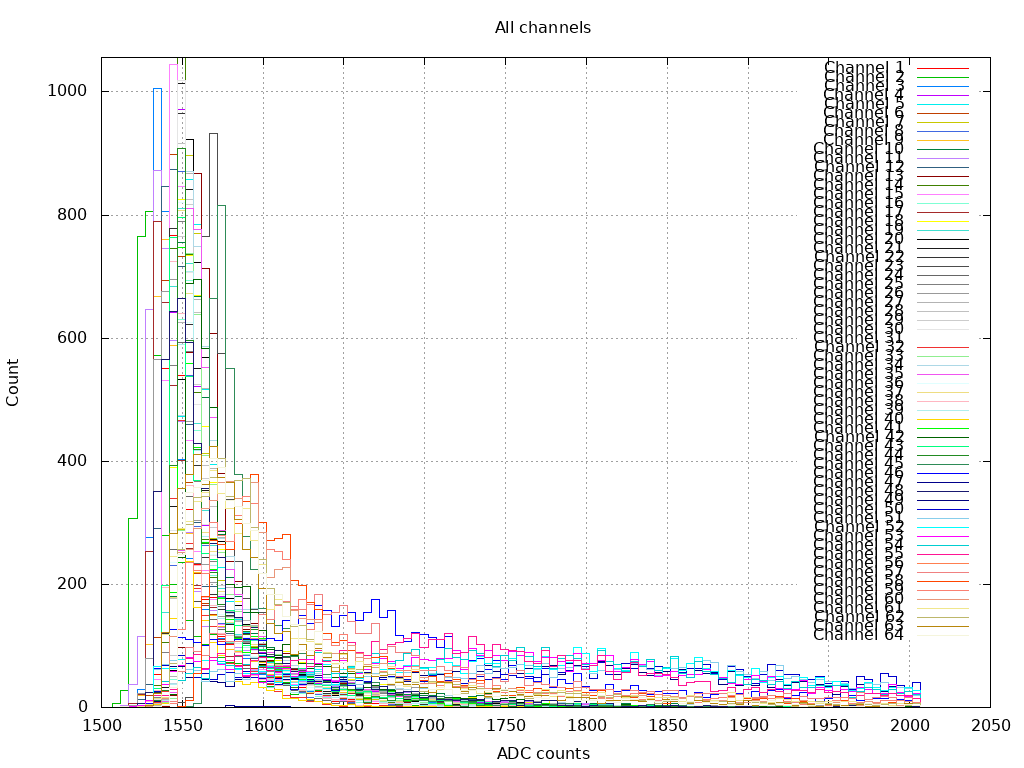 All channels
Count
1000
800
600
400
200
0
1500 1550 1600 1650 1700 1750 1800 1850 1900 1950 2000 2050
ADC counts
Channel 1
Channel 2
Channel 3
Channel 4
Channel 5
Channel 6
Channel 7
Channel 8
Channel 9
Channel 10
Channel 11
Channel 12
Channel 13
Channel 14
Channel 15
Channel 16
Channel 17
Channel 18
Channel 19
Channel 20
Channel 21
Channel 22
Channel 23
Channel 24
Channel 25
Channel 26
Channel 27
Channel 28
Channel 29
Channel 30
Channel 31
Channel 32
Channel 33
Channel 34
Channel 35
Channel 36
Channel 37
Channel 38
Channel 39
Channel 40
Channel 41
Channel 42
Channel 43
Channel 44
Channel 45
Channel 46
Channel 47
Channel 48
Channel 49
Channel 50
Channel 51
Channel 52
Channel 53
Channel 54
Channel 55
Channel 56
Channel 57
Channel 58
Channel 59
Channel 60
Channel 61
Channel 62
Channel 63
Channel 64